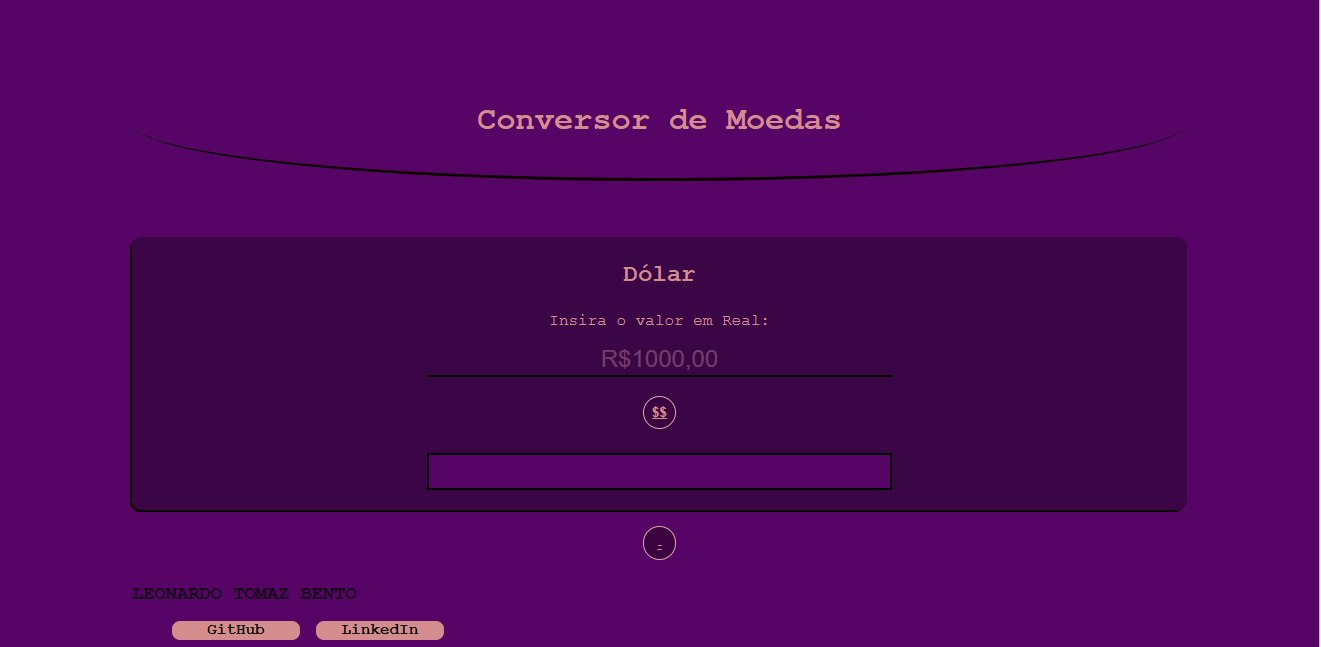 Conversor de Moedas
Dólar
Insira o valor em Real:
R$1000,00
$$
-
LEONARDO TOMAZ BENTO
GitHub LinkedIn